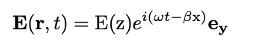 E(r, t) = E(z)e^{i(ωt−βx)}e_y